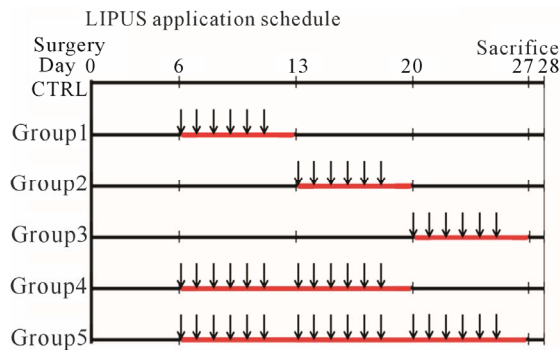 LIPUS application schedule
Surgery Sacrifice
Day 0 6 13 20 27 28
CTRL
Group1
Group2
Group3
Group4
Group5